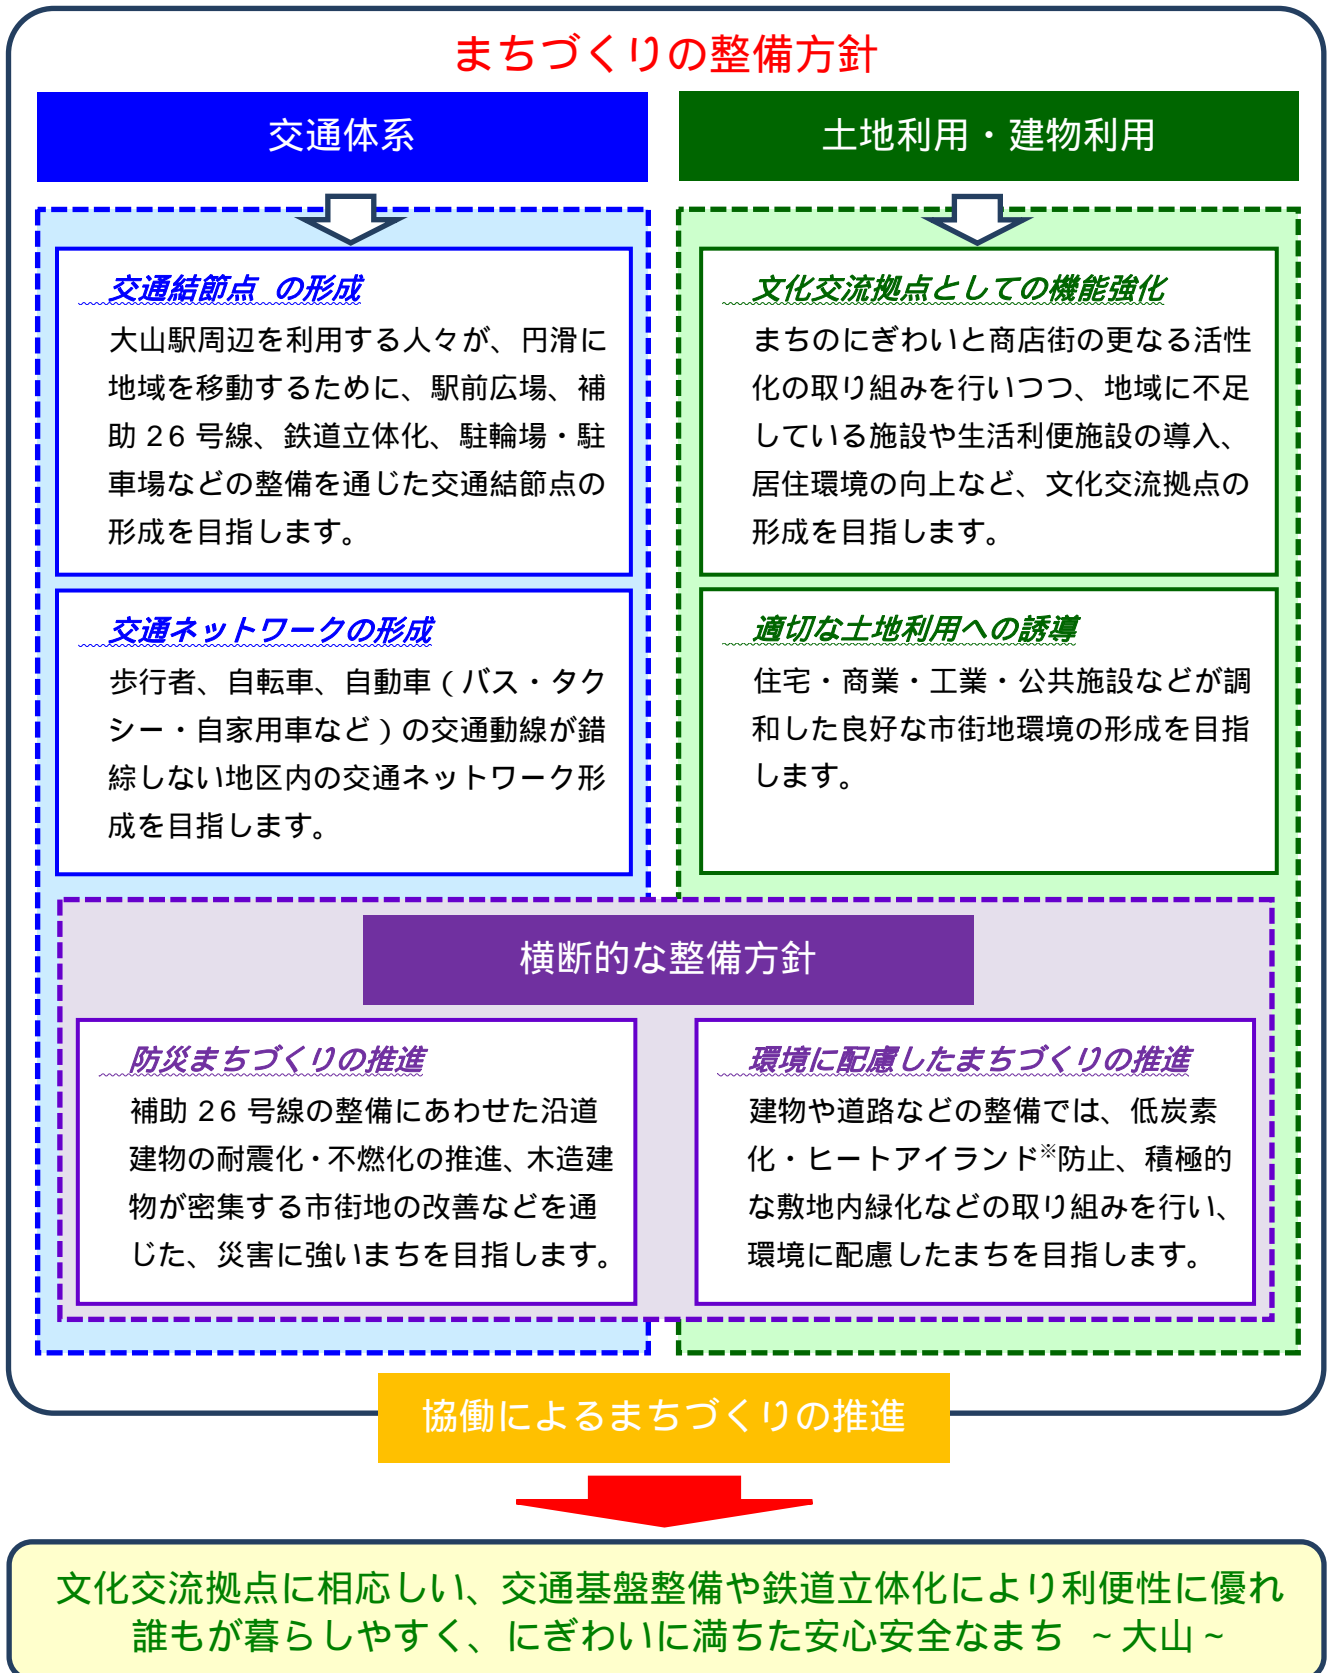 まちづくりの整備方針
交通体系
交通結節点 の形成
大山駅周辺を利用する人々が、円滑に
地域を移動するために、駅前広場、補
助 26 号線、鉄道立体化、駐輪場・駐
車場などの整備を通じた交通結節点の
形成を目指します。
交通ネットワークの形成
歩行者、自転車、自動車（バス・タク
シー・自家用車など）の交通動線が錯
綜しない地区内の交通ネットワーク形
成を目指します。
土地利用・建物利用
文化交流拠点としての機能強化
まちのにぎわいと商店街の更なる活性
化の取り組みを行いつつ、地域に不足
している施設や生活利便施設の導入、
居住環境の向上など、文化交流拠点の
形成を目指します。
適切な土地利用への誘導
住宅・商業・工業・公共施設などが調
和した良好な市街地環境の形成を目指
します。
横断的な整備方針
防災まちづくりの推進
補助 26 号線の整備にあわせた沿道
建物の耐震化・不燃化の推進、木造建
物が密集する市街地の改善などを通
じた、災害に強いまちを目指します。
環境に配慮したまちづくりの推進
建物や道路などの整備では、低炭素
化・ヒートアイランド※防止、積極的
な敷地内緑化などの取り組みを行い、
環境に配慮したまちを目指します。
協働によるまちづくりの推進
文化交流拠点に相応しい、交通基盤整備や鉄道立体化により利便性に優れ
誰もが暮らしやすく、にぎわいに満ちた安心安全なまち ～大山～